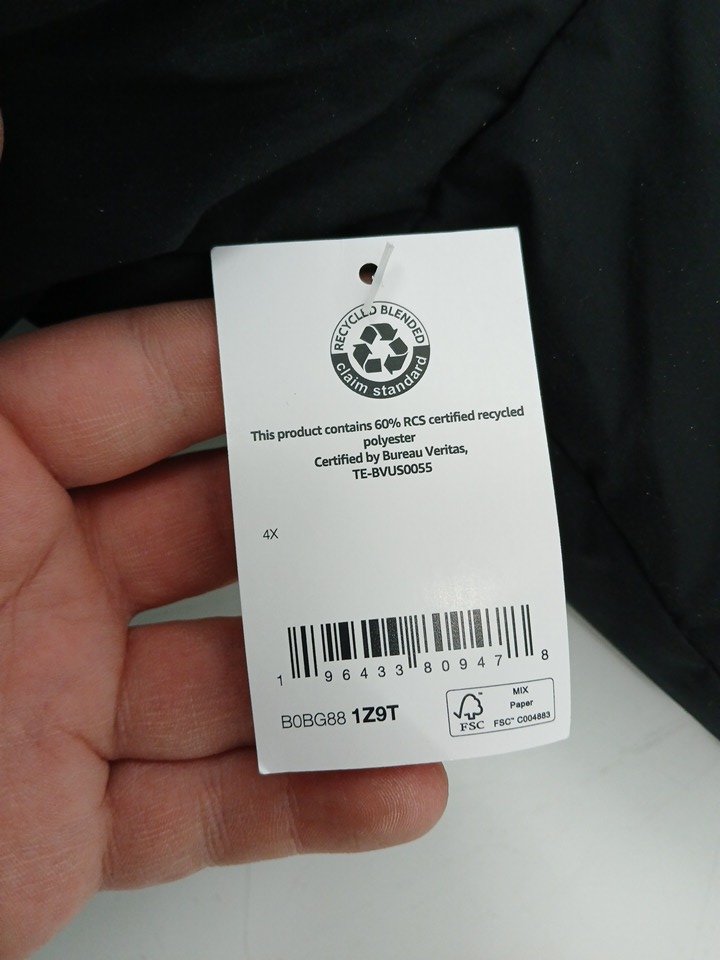 RECYCLED BLENDED
claim standard
This product contains 60% RCS certified recycled
polyester
Certified by Bureau Veritas,
TE-BVUS0055
4X
1 96433 80947 8
B0BG88 1Z9T
FSC
MIX
Paper
FSC™ C004883